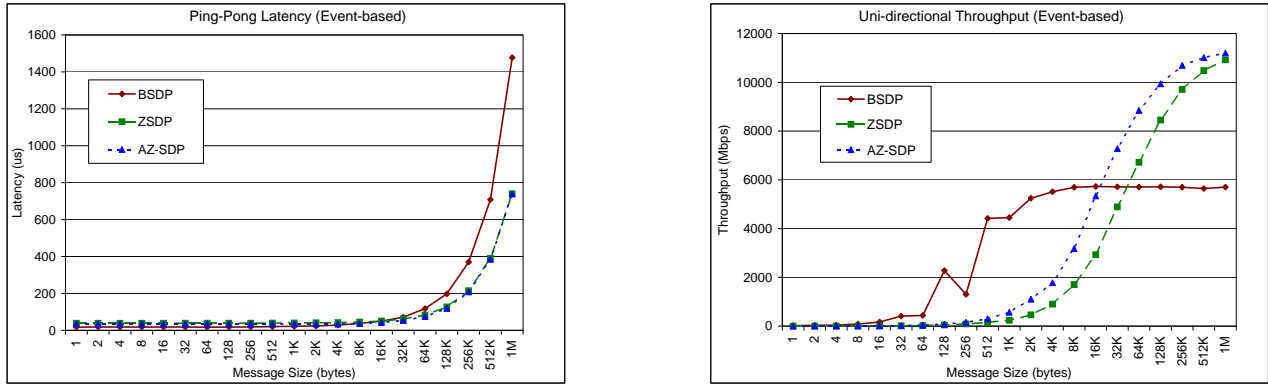 Ping-Pong Latency (Event-based)
1600
1400
1200
1000
800
600
400
200
0
Latency (us)
BSDP
ZSDP
AZ-SDP
1 2 4 8 16 32 64 128 256 512 1K 2K 4K 8K 16K 32K 64K 128K 256K 512K 1M
Message Size (bytes)
Uni-directional Throughput (Event-based)
12000
10000
8000
6000
4000
2000
0
Throughput (Mbps)
BSDP
ZSDP
AZ-SDP
1 2 4 8 16 32 64 128 256 512 1K 2K 4K 8K 16K 32K 64K 128K 256K 512K 1M
Message Size (bytes)